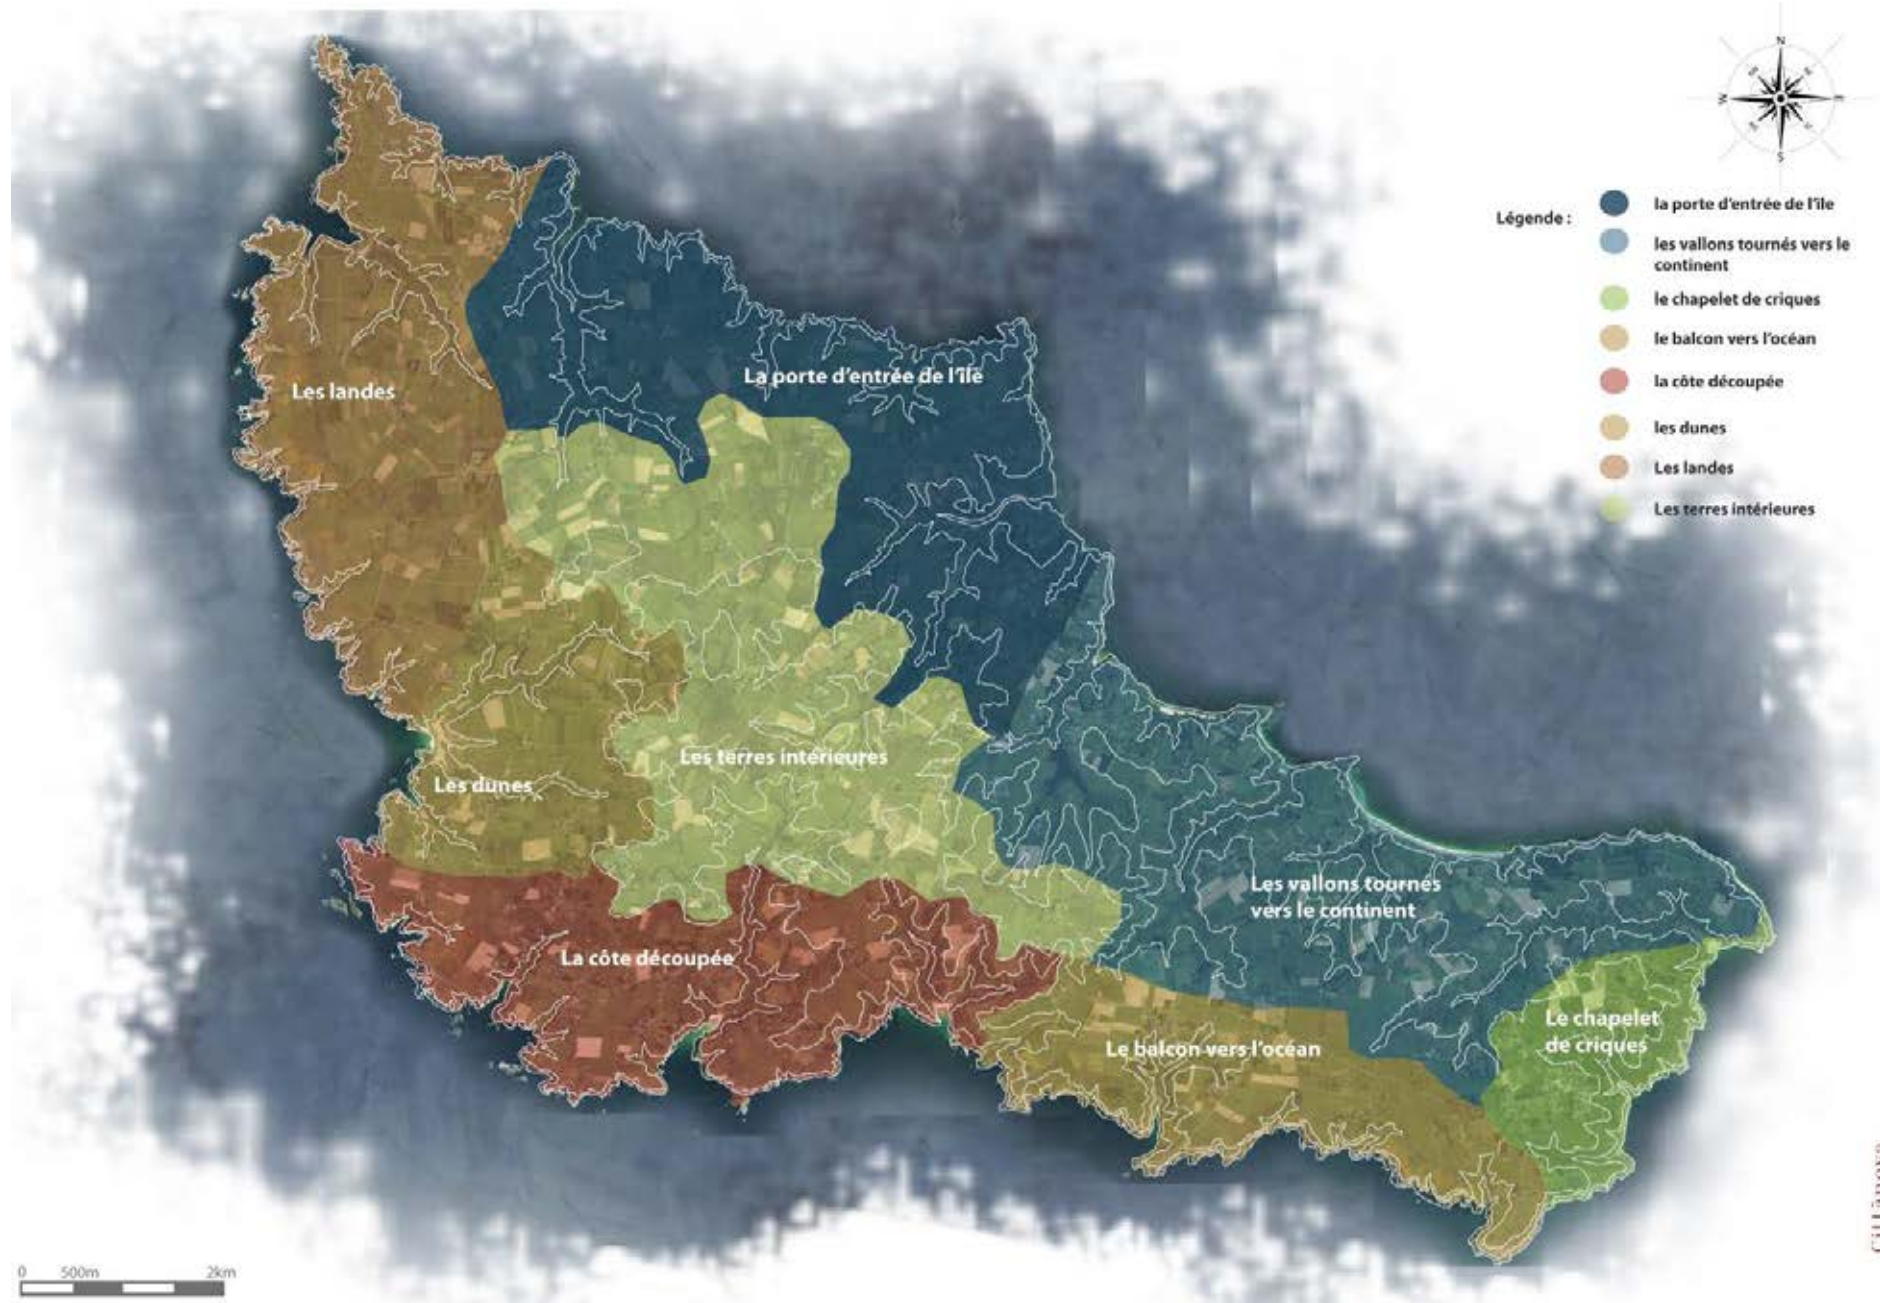 N
E
S
W
Légende :
la porte d'entrée de l'île
les vallons tournés vers le
continent
le chapelet de criques
le balcon vers l'océan
la côte découpée
les dunes
Les landes
Les terres intérieures
Les landes
La porte d'entrée de l'île
Les terres intérieures
Les dunes
Les vallons tournés
vers le continent
La côte découpée
Le chapelet
de criques
Le balcon vers l'océan
0 500m 2km